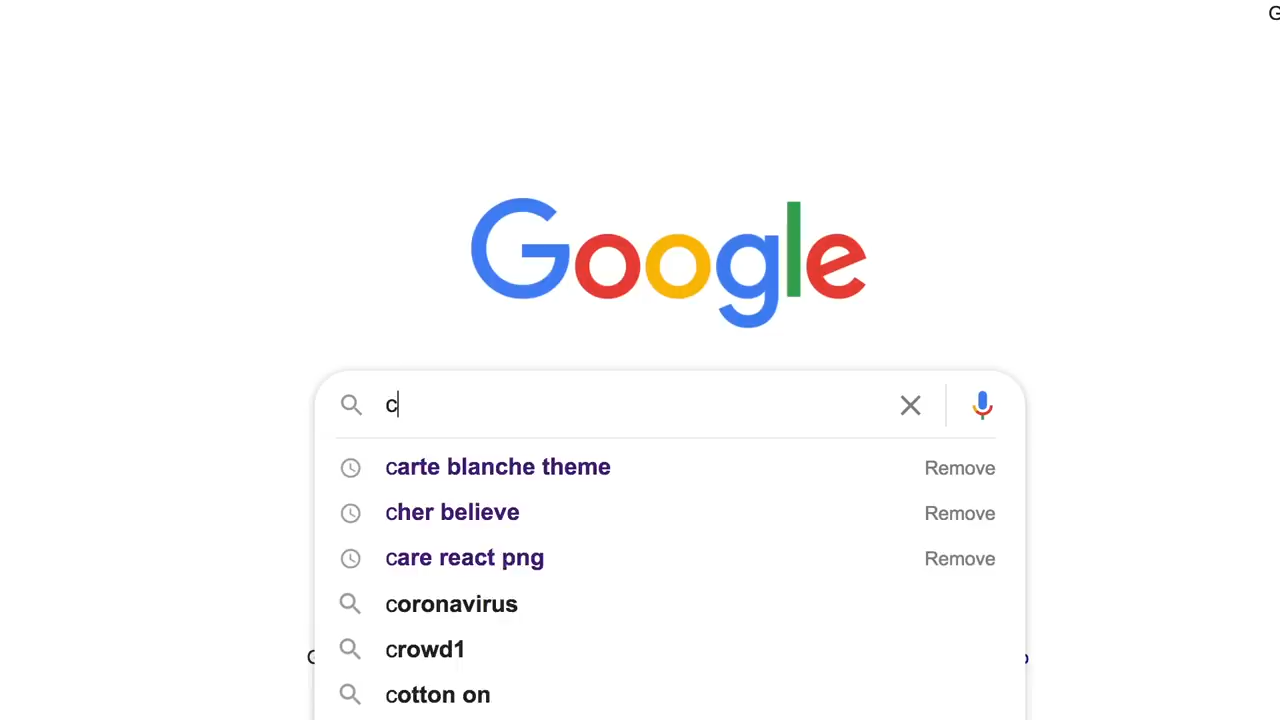 G
Google
c
carte blanche theme Remove
cher believe Remove
care react png Remove
coronavirus
crowd1
cotton on